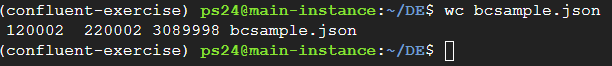 (confluent-exercise) ps24@main-instance:~/DE$ wc bcsample.json
 120002  220002 3089998 bcsample.json
(confluent-exercise) ps24@main-instance:~/DE$